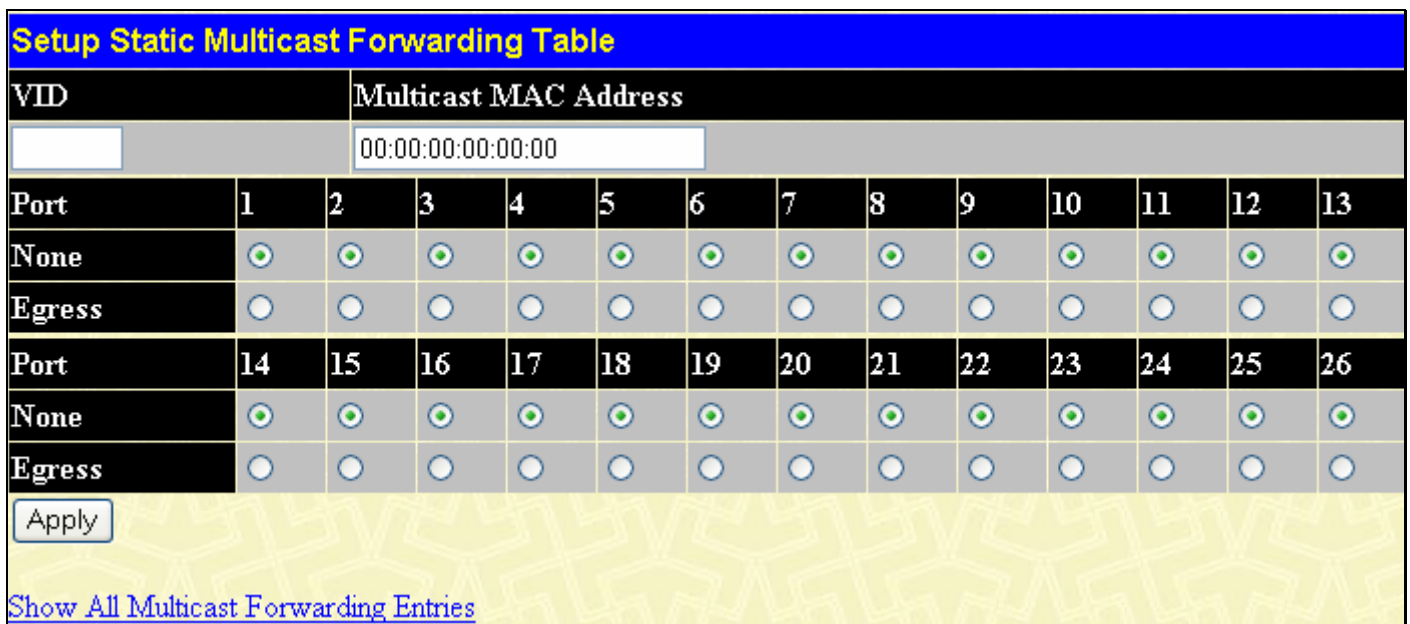 Setup Static Multicast Forwarding Table
VID Multicast MAC Address
00:00:00:00:00:00
Port 1 2 3 4 5 6 7 8 9 10 11 12 13
None
Egress
Port 14 15 16 17 18 19 20 21 22 23 24 25 26
None
Egress
Apply
Show All Multicast Forwarding Entries